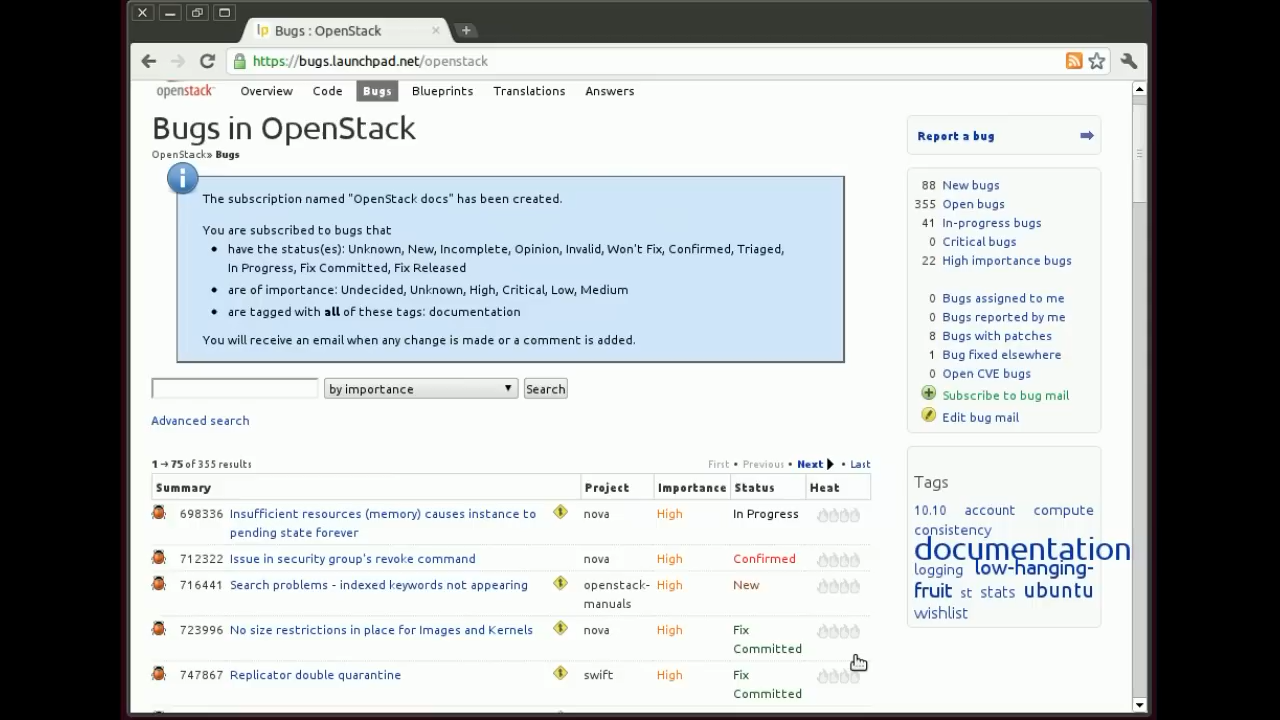 Bugs : OpenStack
https://bugs.launchpad.net/openstack
openstack
Overview
Code
Bugs
Blueprints
Translations
Answers
Bugs in OpenStack
OpenStack» Bugs
The subscription named "OpenStack docs" has been created.
You are subscribed to bugs that
• have the status(es): Unknown, New, Incomplete, Opinion, Invalid, Won't Fix, Confirmed, Triaged,
In Progress, Fix Committed, Fix Released
• are of importance: Undecided, Unknown, High, Critical, Low, Medium
• are tagged with all of these tags: documentation
You will receive an email when any change is made or a comment is added.
by importance
Search
Advanced search
1 → 75 of 355 results
First • Previous • Next • Last
Summary Project Importance Status Heat
698336 Insufficient resources (memory) causes instance to nova High In Progress
pending state forever
712322 Issue in security group's revoke command nova High Confirmed
716441 Search problems - indexed keywords not appearing openstack- High New
manuals
723996 No size restrictions in place for Images and Kernels nova High Fix
Committed
747867 Replicator double quarantine swift High Fix
Committed
Report a bug
88 New bugs
355 Open bugs
41 In-progress bugs
0 Critical bugs
22 High importance bugs
0 Bugs assigned to me
0 Bugs reported by me
8 Bugs with patches
1 Bug fixed elsewhere
0 Open CVE bugs
Subscribe to bug mail
Edit bug mail
Tags
10.10 account compute
consistency
documentation
logging low-hanging-
fruit st stats ubuntu
wishlist